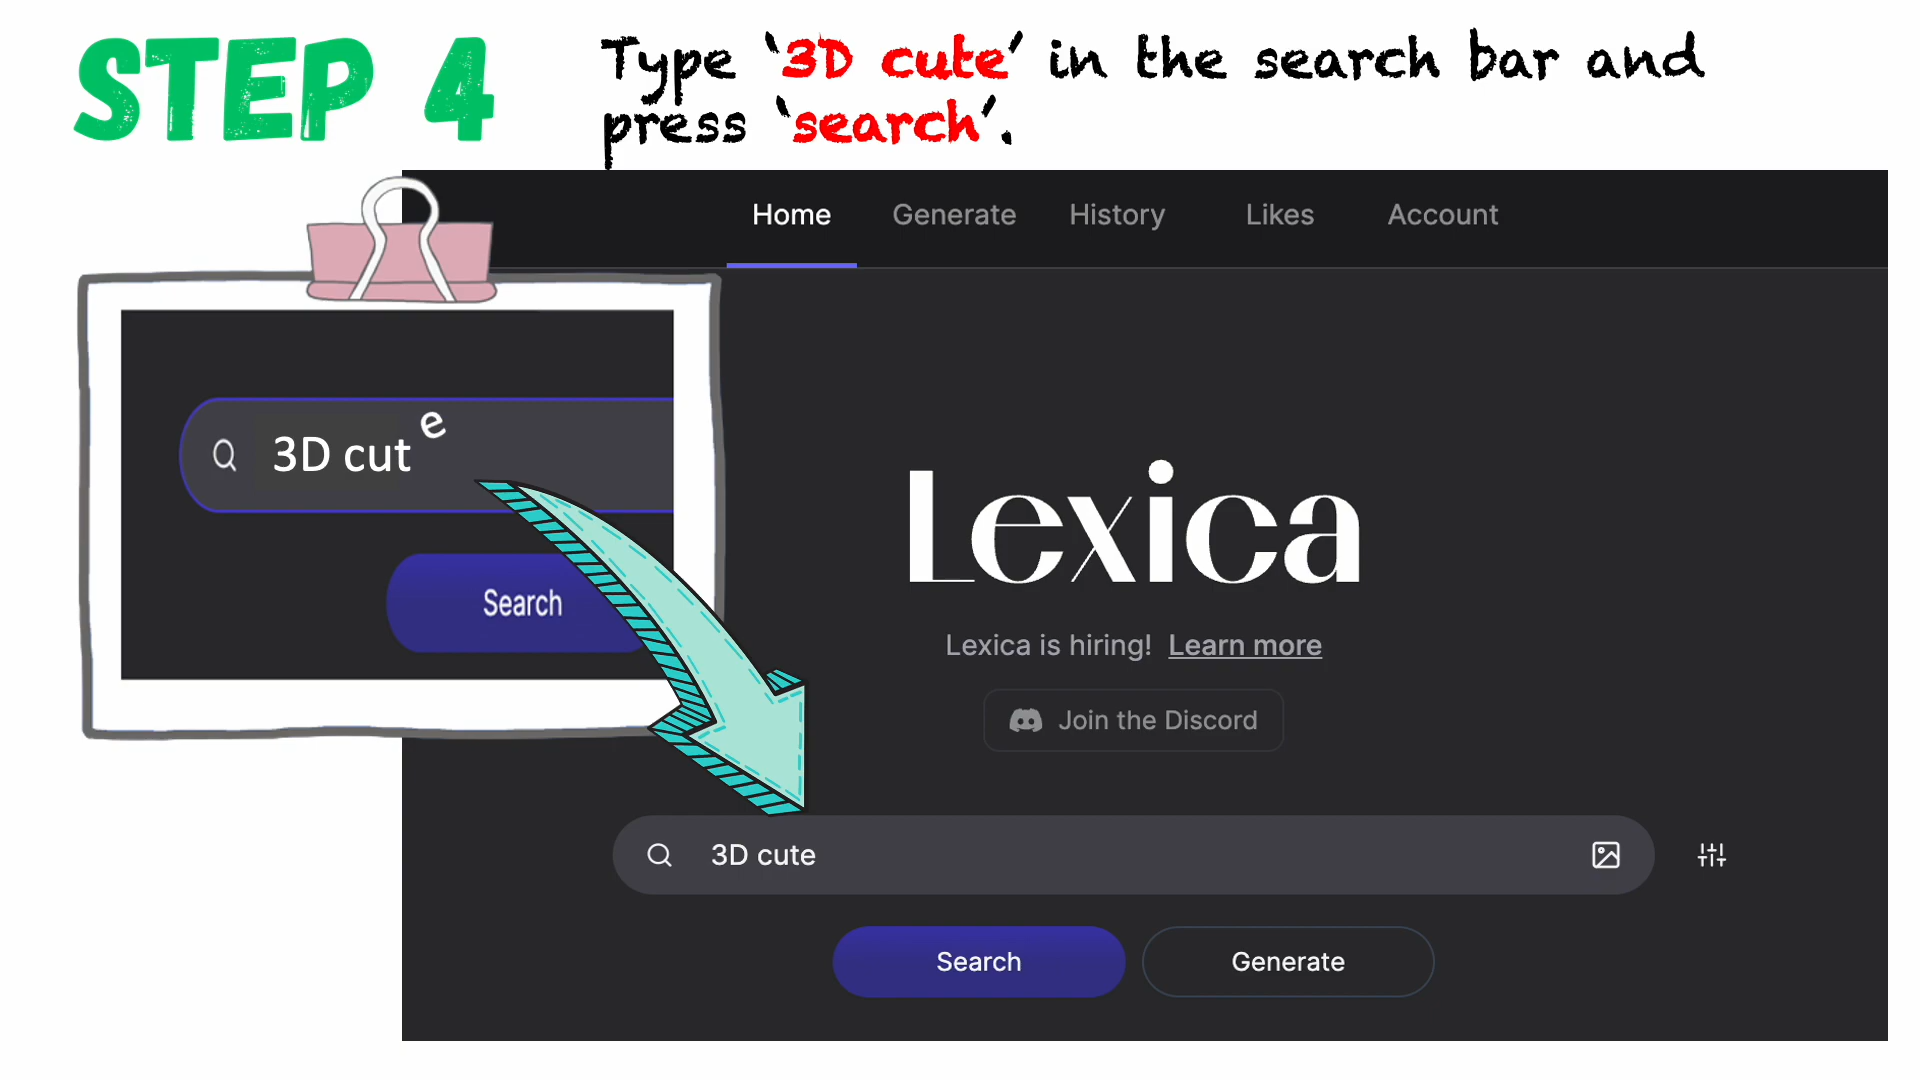 STEP 4
Type ‘3D cute’ in the search bar and
press ‘search’.
Home Generate History Likes Account
3D cute
Search
Lexica
Lexica is hiring! Learn more
Join the Discord
3D cute
Search Generate